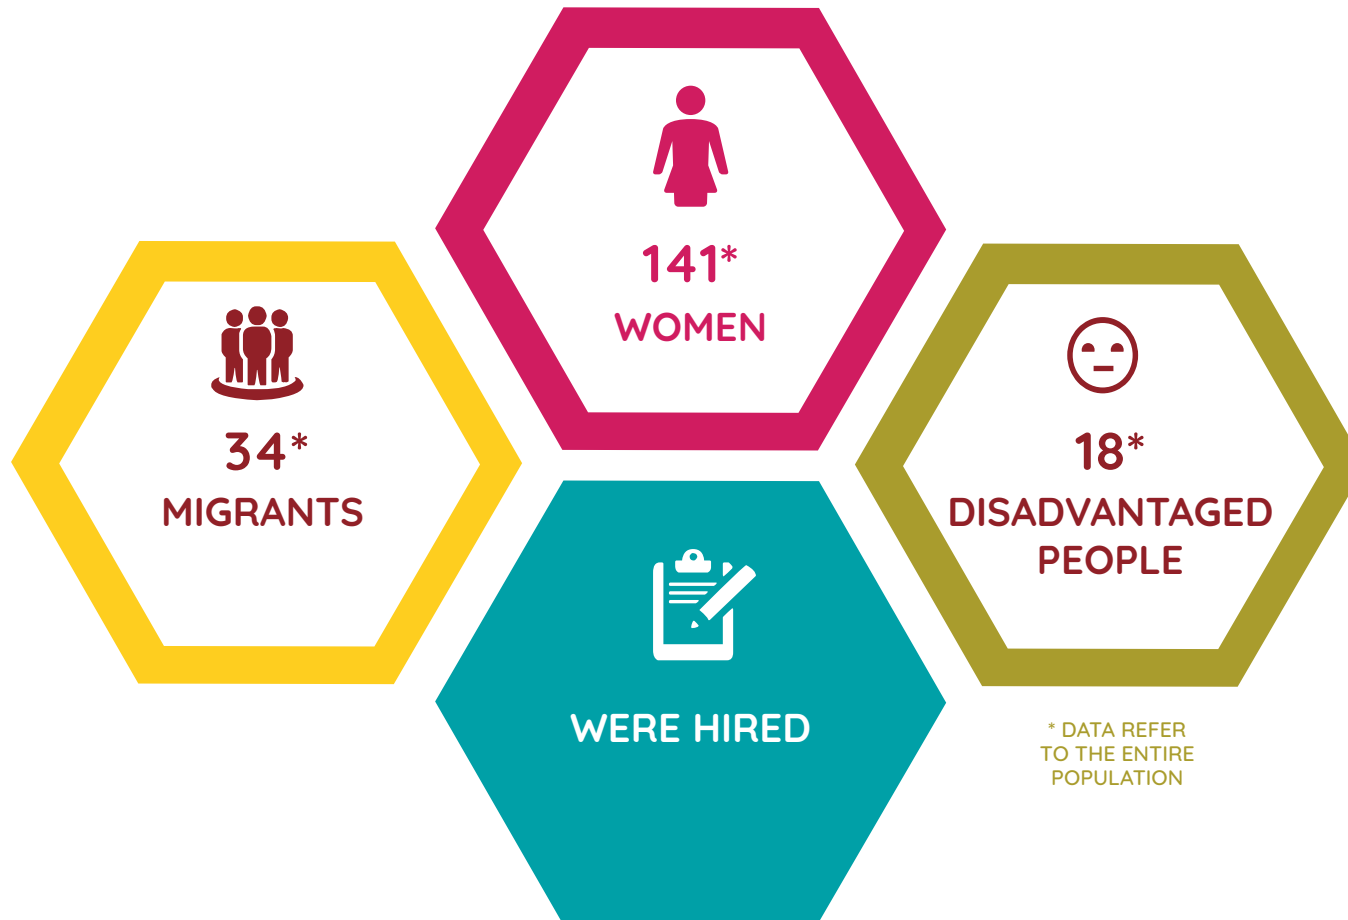 141*
WOMEN
34*
MIGRANTS
18*
DISADVANTAGED
PEOPLE
WERE HIRED
* DATA REFER
TO THE ENTIRE
POPULATION